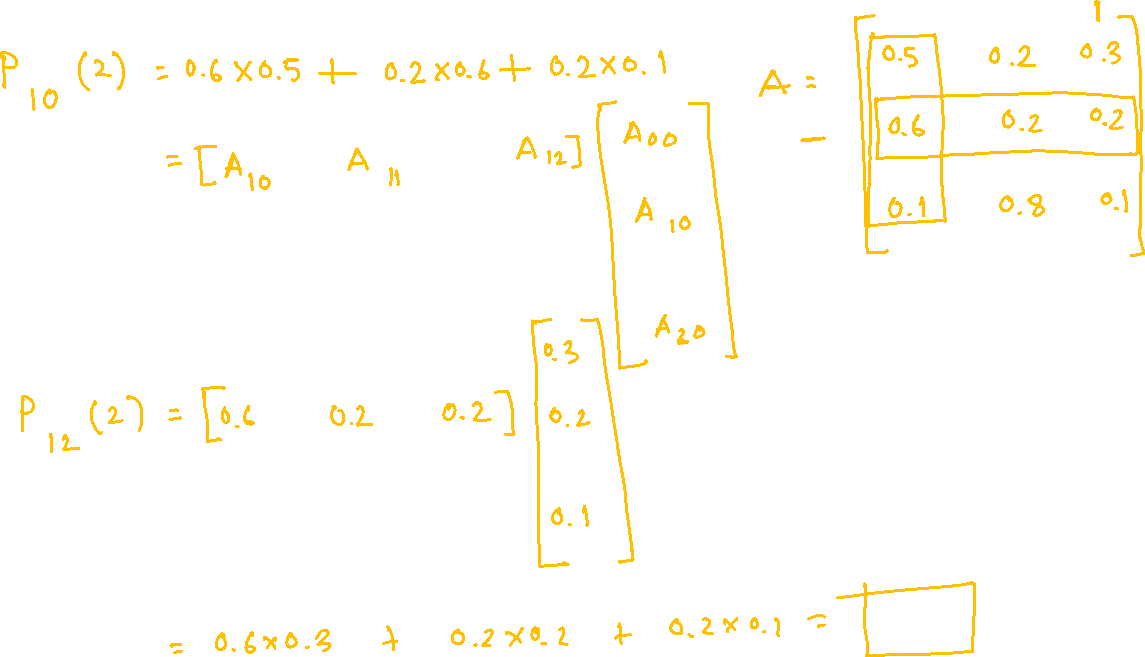 P₁₀ (2) = 0.6 × 0.5 + 0.2 × 0.6 + 0.2 × 0.1
= [A₁₀ A₁₁ A₁₂] [A₀₀
A₁₀
A₂₀]
A = [0.5 0.2 0.3
0.6 0.2 0.2
0.1 0.8 0.1]
P₁₂ (2) = [0.6 0.2 0.2] [0.3
0.2
0.1]
= 0.6 × 0.3 + 0.2 × 0.2 + 0.2 × 0.1 =